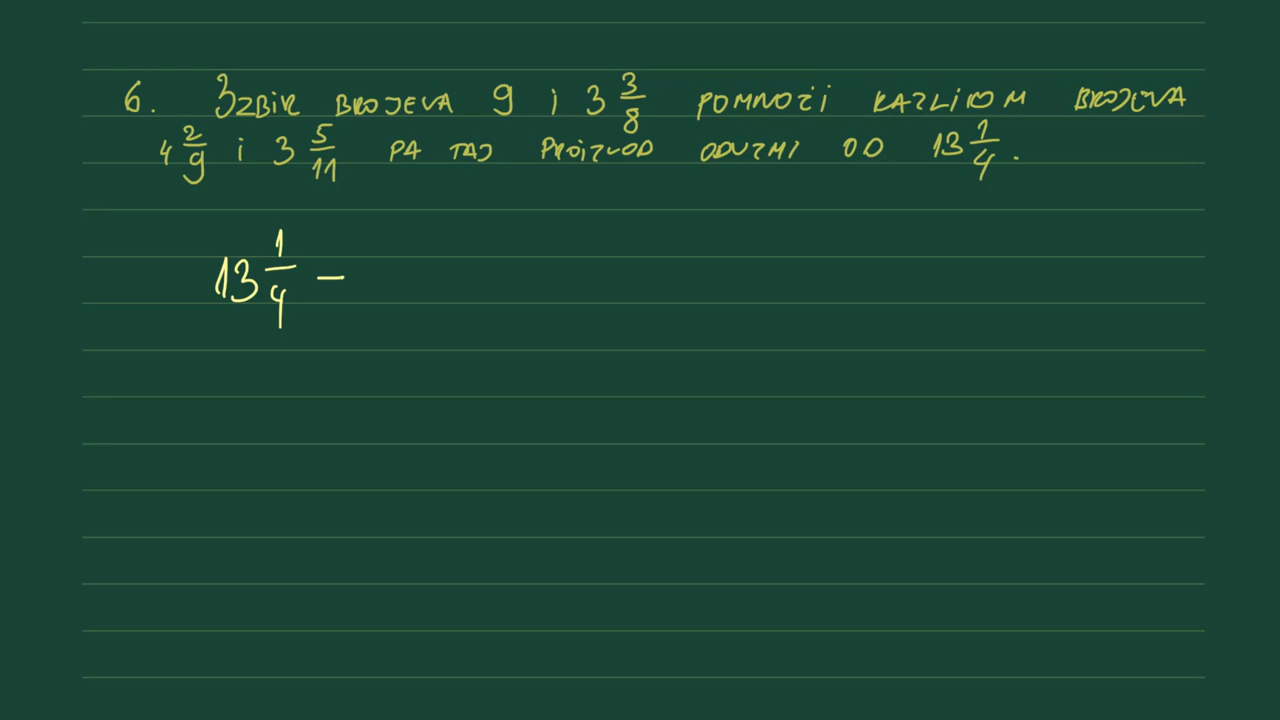 6. ZBIR BROJEVA 9 i 3 3/8 POMNOŽI RAZLIKOM BROJEVA
4 2/9 i 3 5/11 PA TAJ PROIZVOD ODUZMI OD 13 1/4.
13 1/4 −